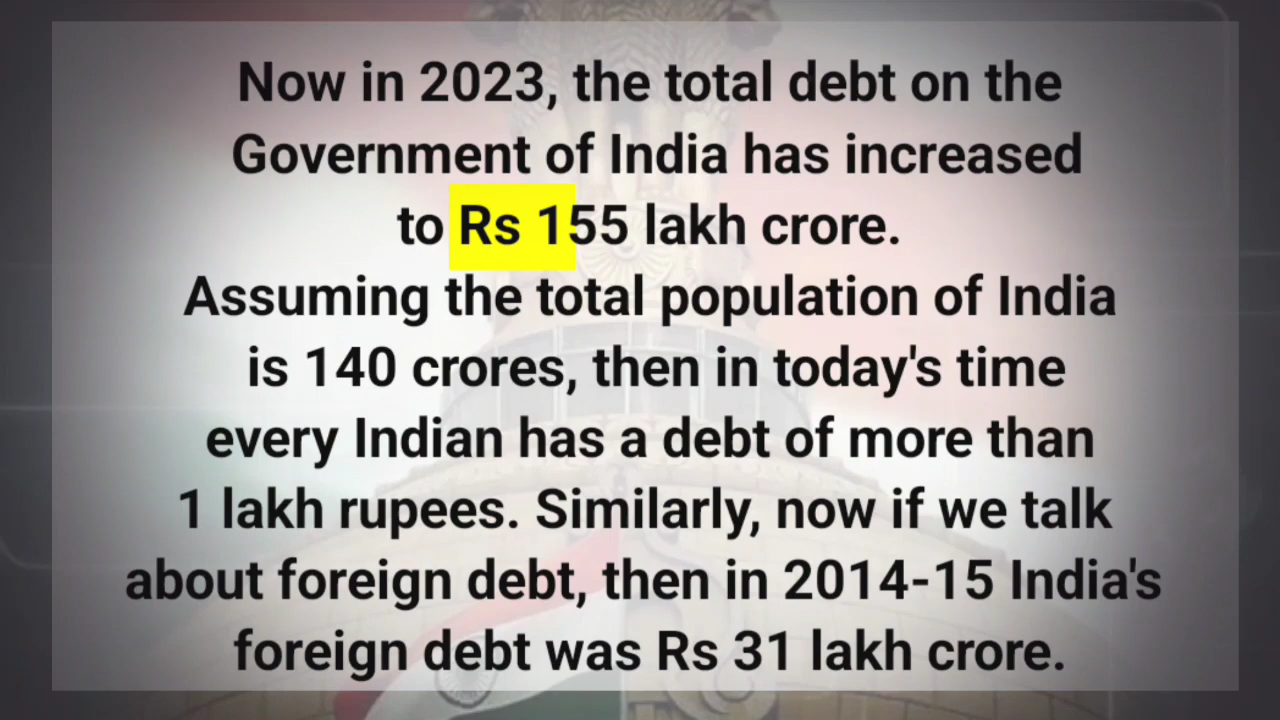 Now in 2023, the total debt on the
Government of India has increased
to Rs 155 lakh crore.
Assuming the total population of India
is 140 crores, then in today's time
every Indian has a debt of more than
1 lakh rupees. Similarly, now if we talk
about foreign debt, then in 2014-15 India's
foreign debt was Rs 31 lakh crore.